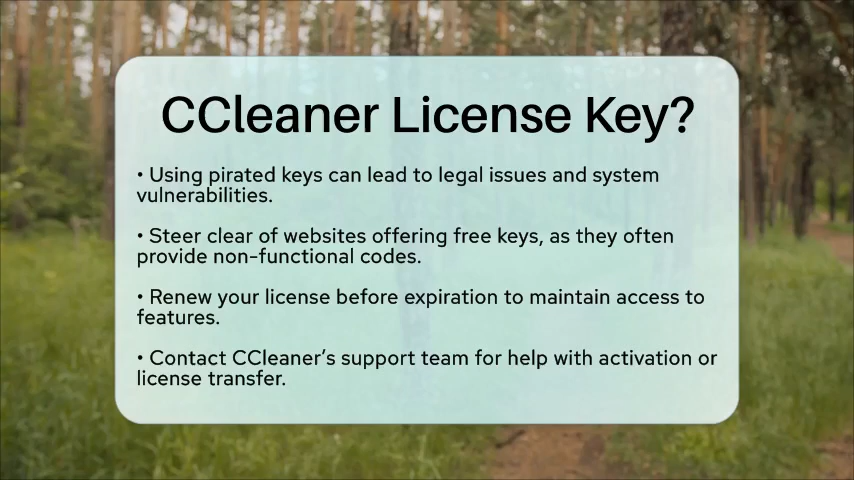 CCleaner License Key?
• Using pirated keys can lead to legal issues and system
vulnerabilities.
• Steer clear of websites offering free keys, as they often
provide non-functional codes.
• Renew your license before expiration to maintain access to
features.
• Contact CCleaner’s support team for help with activation or
license transfer.